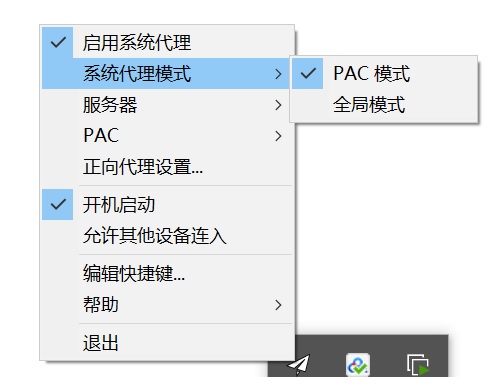 启用系统代理
系统代理模式
PAC 模式
全局模式
服务器
PAC
正向代理设置...
开机启动
允许其他设备连入
编辑快捷键...
帮助
退出